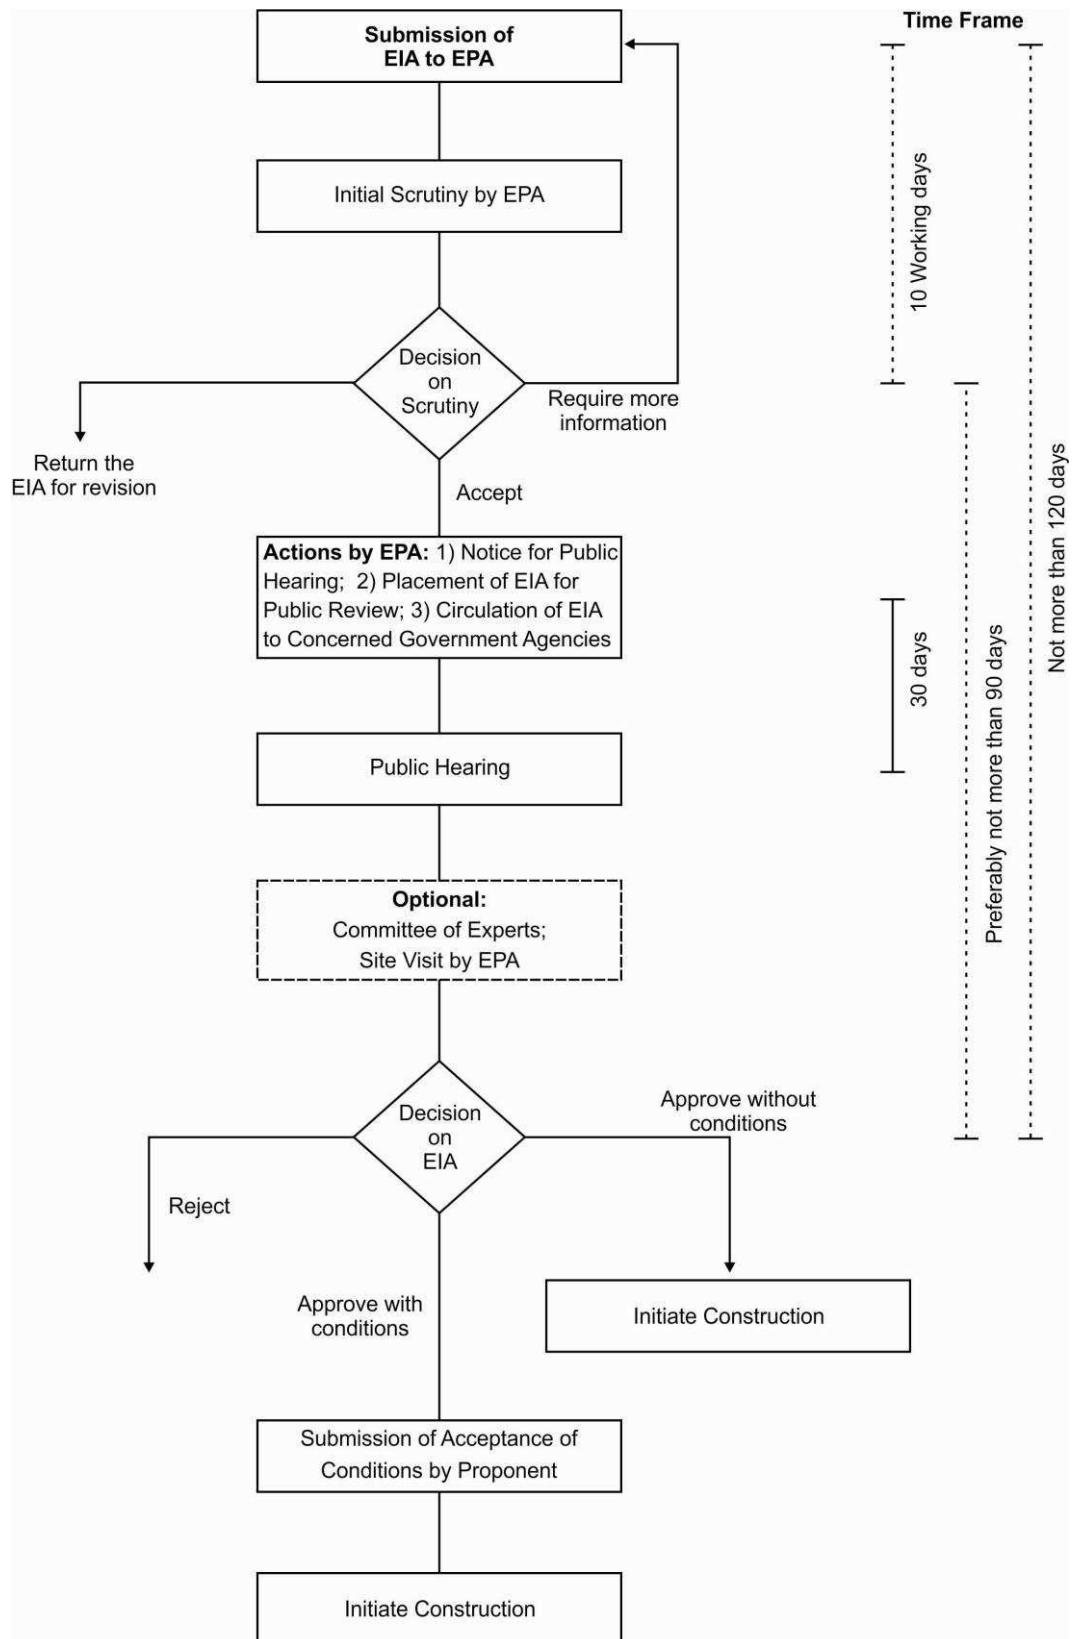 Time Frame
Submission of
EIA to EPA
Initial Scrutiny by EPA
10 Working days
Decision
on
Scrutiny
Require more
information
Return the
EIA for revision
Accept
Not more than 120 days
Actions by EPA: 1) Notice for Public
Hearing; 2) Placement of EIA for
Public Review; 3) Circulation of EIA
to Concerned Government Agencies
30 days
Preferably not more than 90 days
Public Hearing
Optional:
Committee of Experts;
Site Visit by EPA
Decision
on
EIA
Approve without
conditions
Reject
Approve with
conditions
Initiate Construction
Submission of Acceptance of
Conditions by Proponent
Initiate Construction